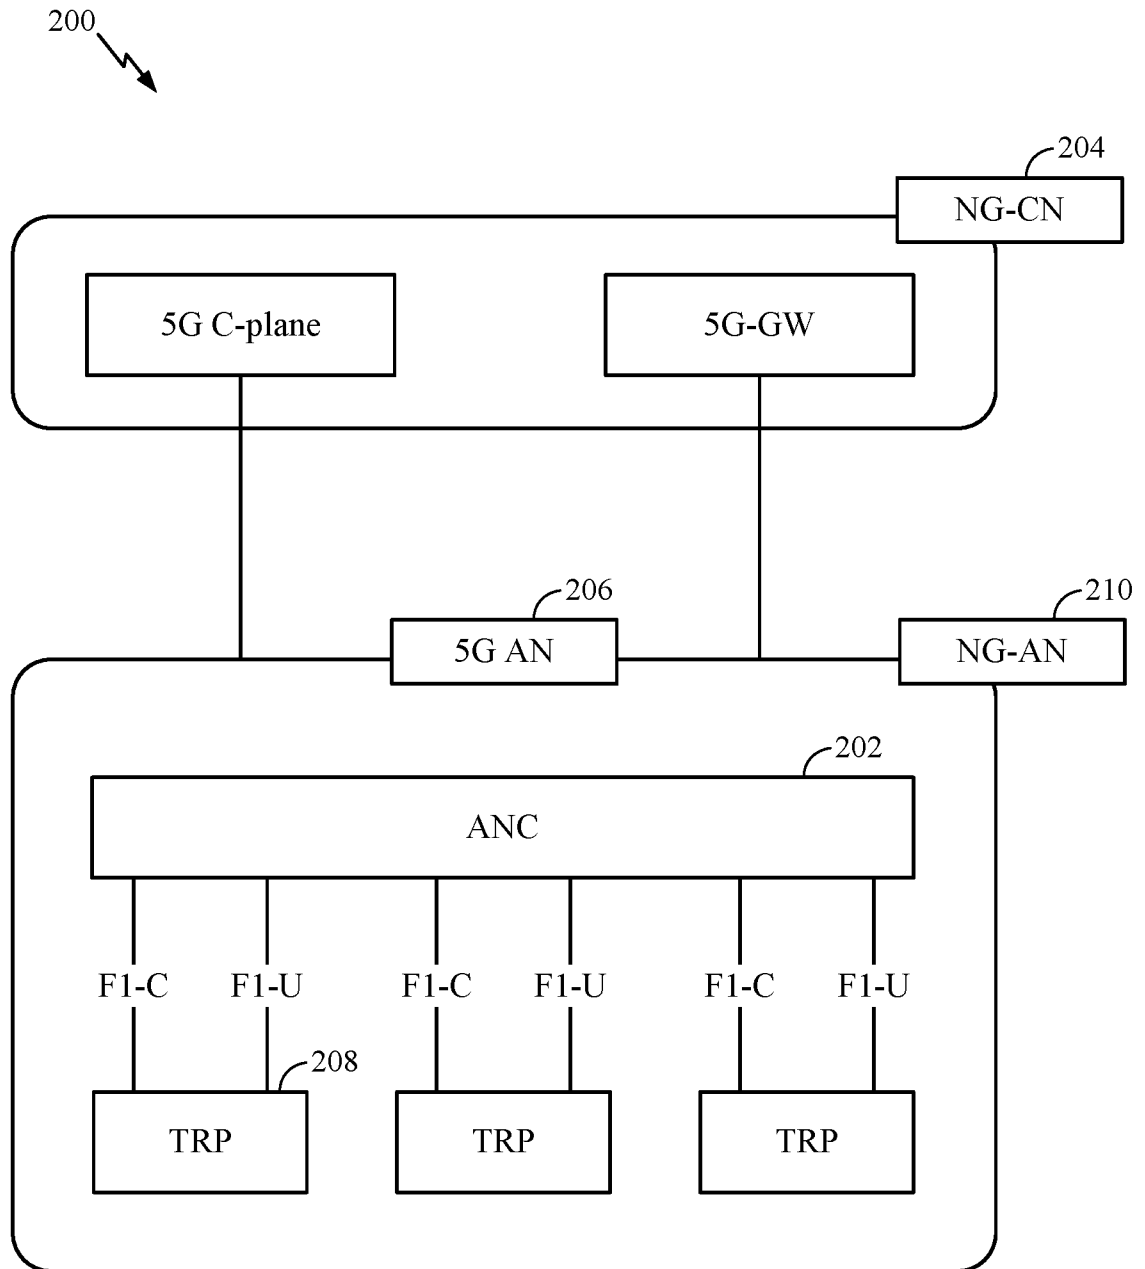 200
204
NG-CN
5G C-plane
5G-GW
206
210
5G AN
NG-AN
202
ANC
F1-C F1-U F1-C F1-U F1-C F1-U
208
TRP TRP TRP